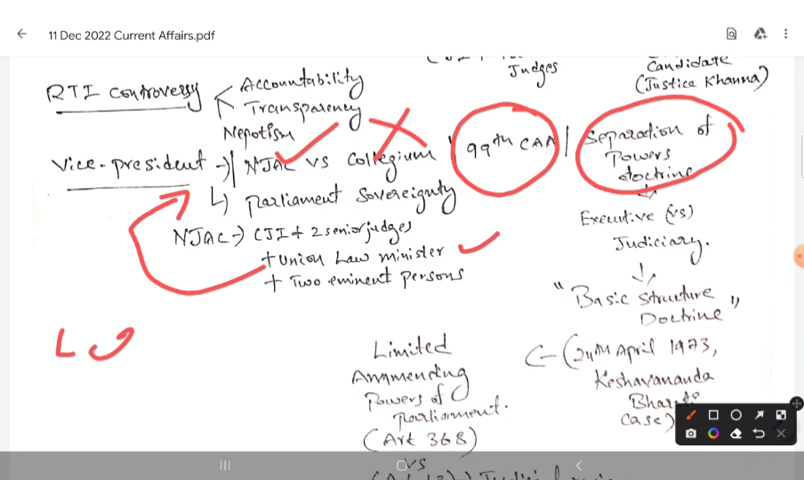 11 Dec 2022 Current Affairs.pdf
Judges
Candidate
(Justice Khanna)
RTI controversy
Accountability
Transparency
Nepotism
Vice-president → NJAC vs Collegium | 99th CAA | Separation of
Powers
doctrine
↳ Parliament Sovereignty
NJAC → CJI + 2 senior judges
+ Union Law minister
+ Two eminent persons
Executive (vs)
Judiciary.
"Basic Structure
Doctrine"
(24th April 1973,
Keshavananda
Case)
Limited
Ammending
Powers of
Parliament.
(Art 368)
vs